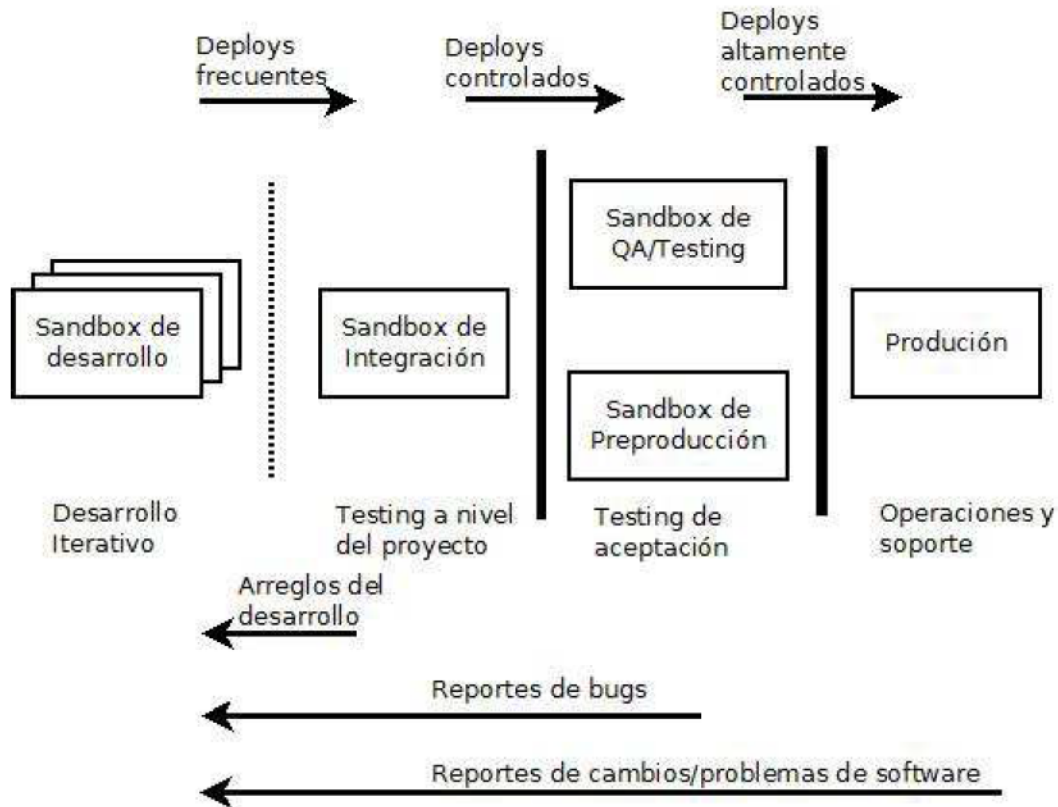 Deploys
frecuentes
Deploys
controlados
Deploys
altamente
controlados
Sandbox de
desarrollo
Sandbox de
Integración
Sandbox de
QA/Testing
Sandbox de
Preproducción
Produción
Desarrollo
Iterativo
Testing a nivel
del proyecto
Testing de
aceptación
Operaciones y
soporte
Arreglos del
desarrollo
Reportes de bugs
Reportes de cambios/problemas de software